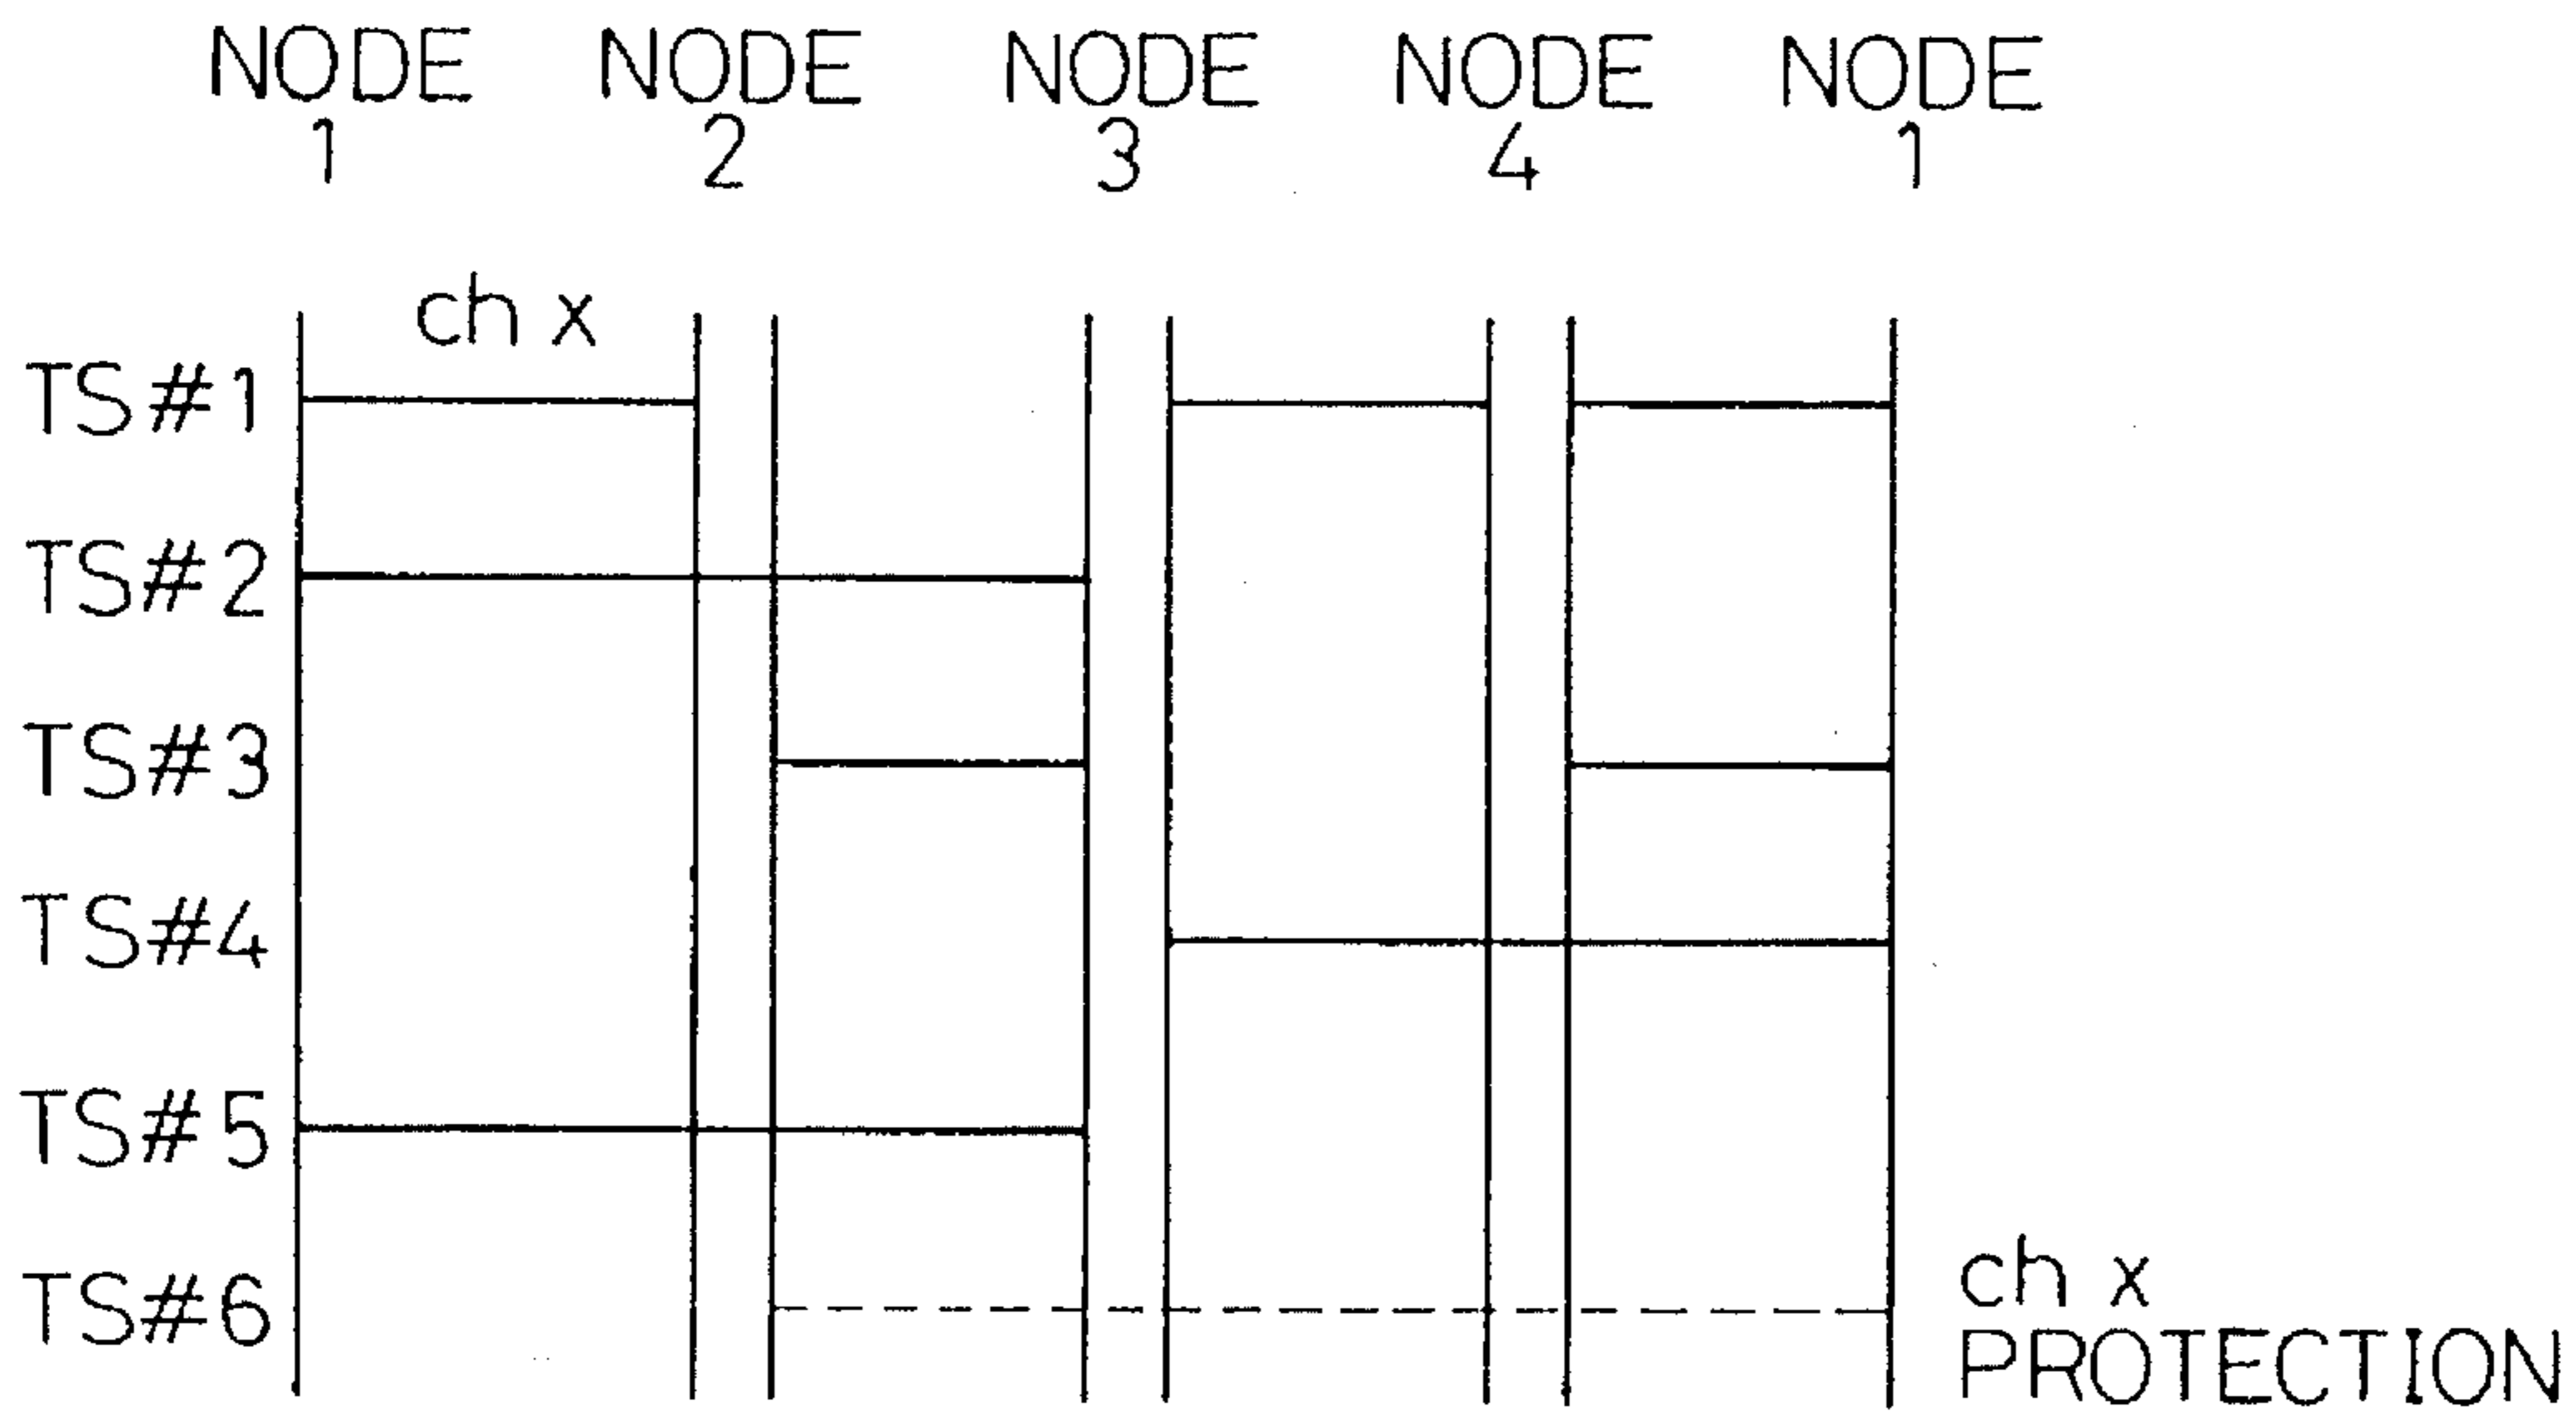 NODE 1
NODE 2
NODE 3
NODE 4
NODE 1
ch x
TS#1
TS#2
TS#3
TS#4
TS#5
TS#6
ch x
PROTECTION